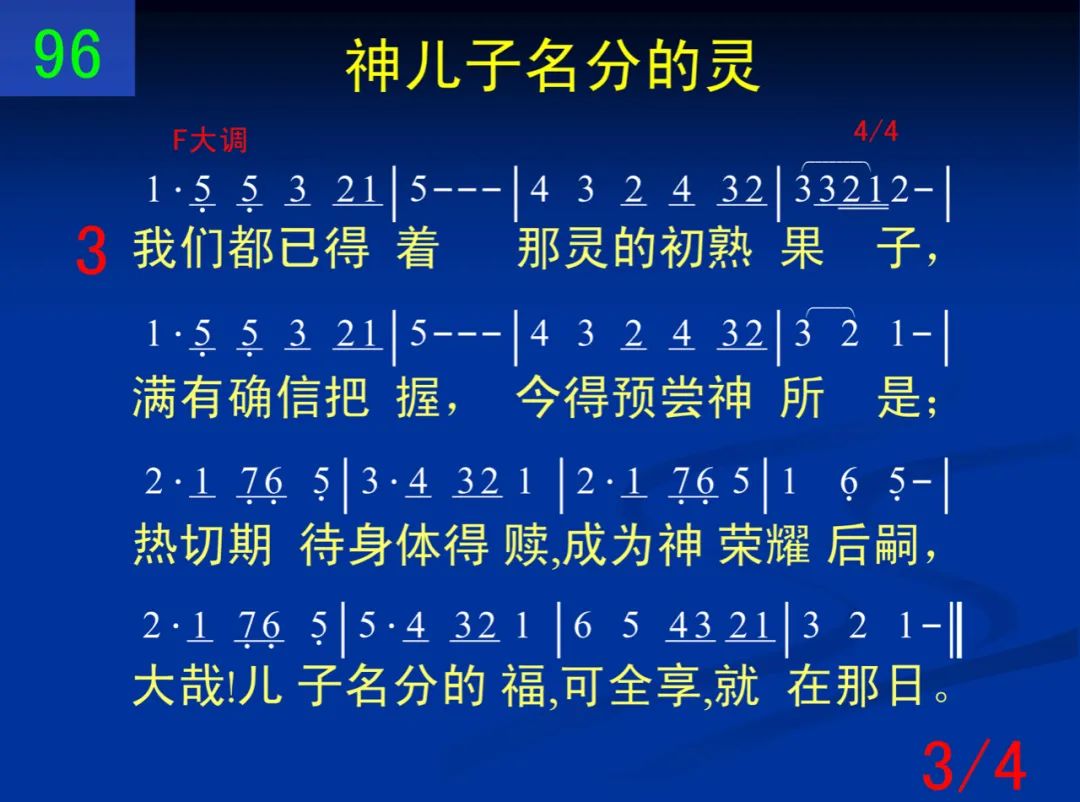 96
神儿子名分的灵
F大调 4/4
1·5 5 3 21|5---|4 3 2 4 32|33212-|
3 我们都已得 着 那灵的初熟 果 子，
1·5 5 3 21|5---|4 3 2 4 32|3 2 1-|
满有确信把 握， 今得预尝神 所 是；
2·1 76 5|3·4 32 1|2·1 76 5|1 6 5-|
热切期 待身体得 赎,成为神 荣耀 后嗣，
2·1 76 5|5·4 32 1|6 5 43 21|3 2 1-‖
大哉!儿 子名分的 福,可全享,就 在那日。
3/4